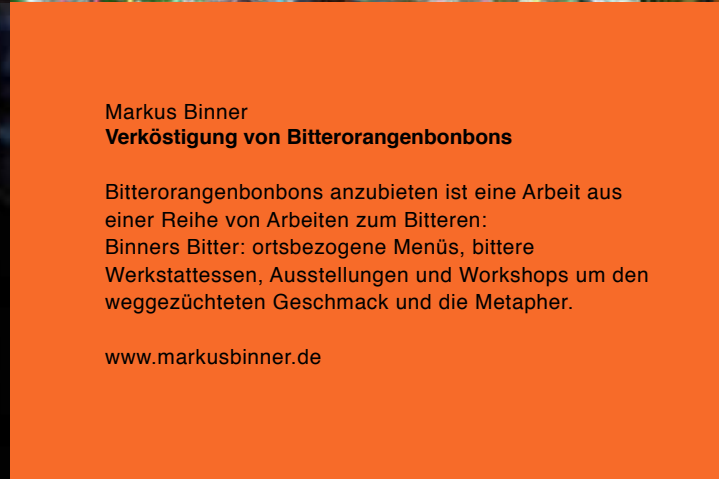 Markus Binner
Verköstigung von Bitterorangenbonbons
Bitterorangenbonbons anzubieten ist eine Arbeit aus
einer Reihe von Arbeiten zum Bitteren:
Binners Bitter: ortsbezogene Menüs, bittere
Werkstattessen, Ausstellungen und Workshops um den
weggezüchteten Geschmack und die Metapher.
www.markusbinner.de